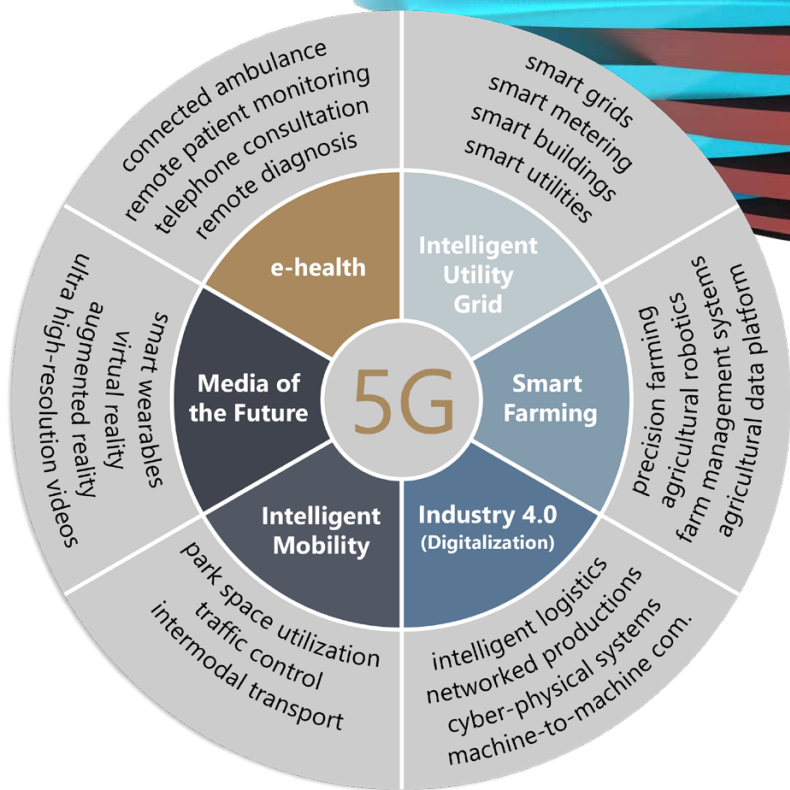 5G
e-health
connected ambulance
remote patient monitoring
telephone consultation
remote diagnosis
Intelligent
Utility
Grid
smart grids
smart metering
smart buildings
smart utilities
Smart
Farming
precision farming
agricultural robotics
farm management systems
agricultural data platform
Industry 4.0
(Digitalization)
intelligent logistics
networked productions
cyber-physical systems
machine-to-machine com.
Intelligent
Mobility
park space utilization
traffic control
intermodal transport
Media of
the Future
smart wearables
virtual reality
augmented reality
ultra high-resolution videos